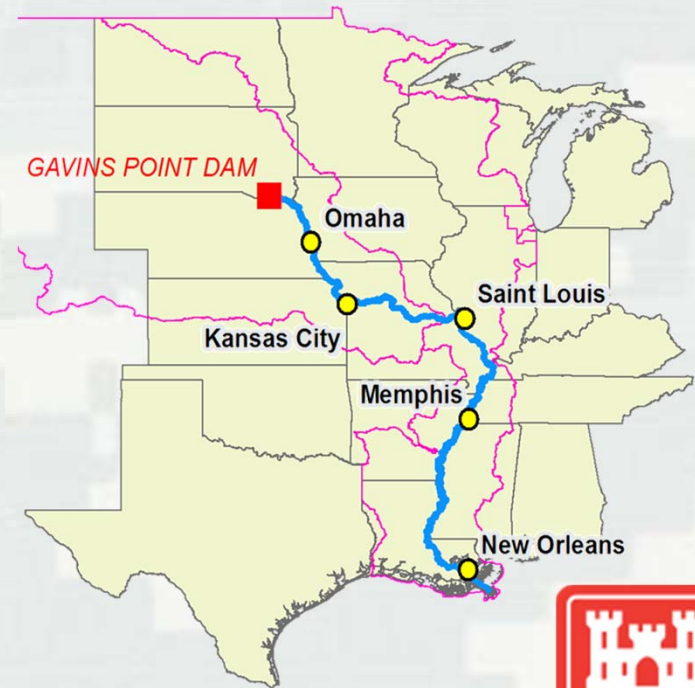 GAVINS POINT DAM
Omaha
Saint Louis
Kansas City
Memphis
New Orleans